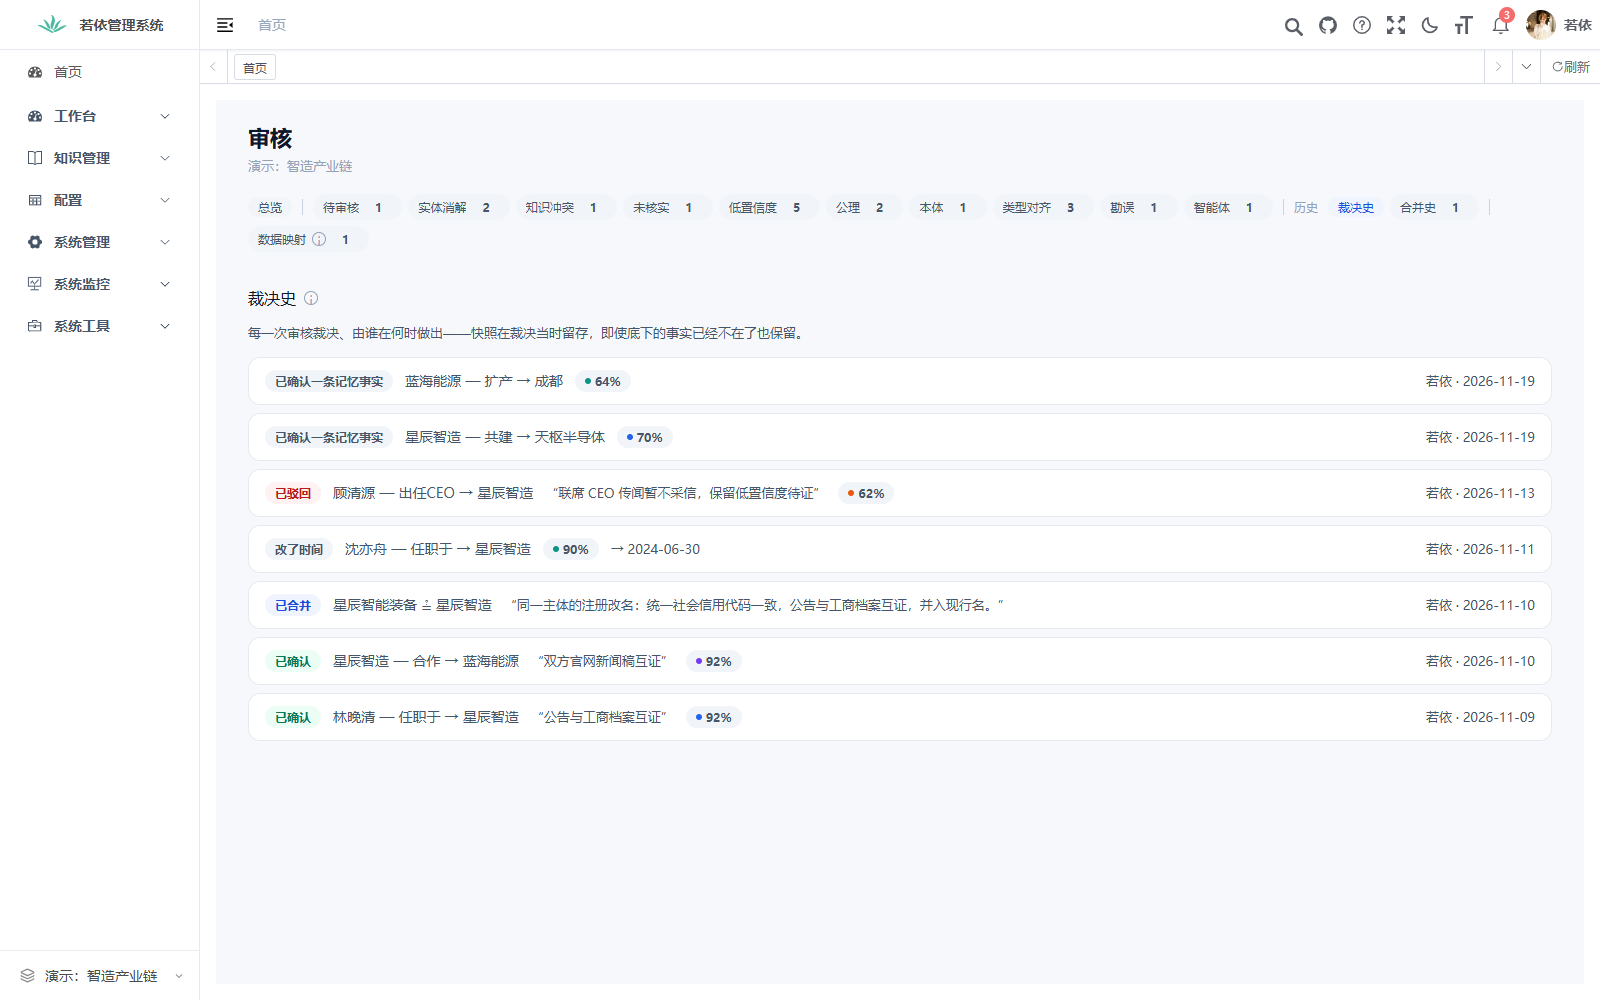 若依管理系统
首页
3
若依
首页
工作台
知识管理
配置
系统管理
系统监控
系统工具
首页
刷新
审核
演示：智造产业链
总览 待审核 1 实体消解 2 知识冲突 1 未核实 1 低置信度 5 公理 2 本体 1 类型对齐 3 勘误 1 智能体 1 历史 裁决史 合并史 1
数据映射 1
裁决史
每一次审核裁决、由谁在何时做出——快照在裁决当时留存，即使底下的事实已经不在了也保留。
已确认一条记忆事实 蓝海能源 — 扩产 → 成都 64% 若依 · 2026-11-19
已确认一条记忆事实 星辰智造 — 共建 → 天枢半导体 70% 若依 · 2026-11-19
已驳回 顾清源 — 出任CEO → 星辰智造 “联席 CEO 传闻暂不采信，保留低置信度待证” 62% 若依 · 2026-11-13
改了时间 沈亦舟 — 任职于 → 星辰智造 90% → 2024-06-30 若依 · 2026-11-11
已合并 星辰智能装备 ≟ 星辰智造 “同一主体的注册改名：统一社会信用代码一致，公告与工商档案互证，并入现行名。” 若依 · 2026-11-10
已确认 星辰智造 — 合作 → 蓝海能源 “双方官网新闻稿互证” 92% 若依 · 2026-11-10
已确认 林晚清 — 任职于 → 星辰智造 “公告与工商档案互证” 92% 若依 · 2026-11-09
演示：智造产业链